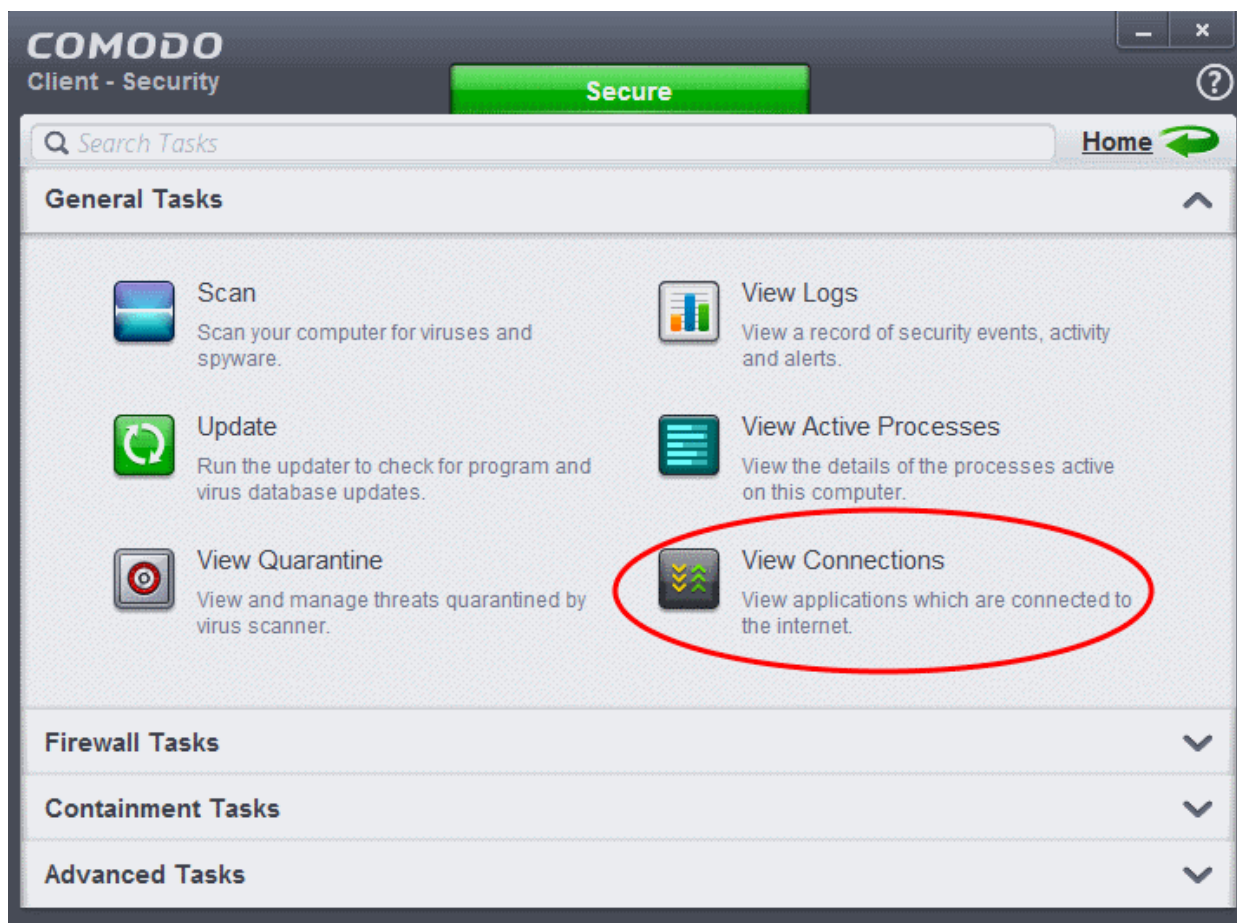 COMODO
Client - Security
Secure
?
Search Tasks
Home
General Tasks
Scan
Scan your computer for viruses and
spyware.
View Logs
View a record of security events, activity
and alerts.
Update
Run the updater to check for program and
virus database updates.
View Active Processes
View the details of the processes active
on this computer.
View Quarantine
View and manage threats quarantined by
virus scanner.
View Connections
View applications which are connected to
the internet.
Firewall Tasks
Containment Tasks
Advanced Tasks